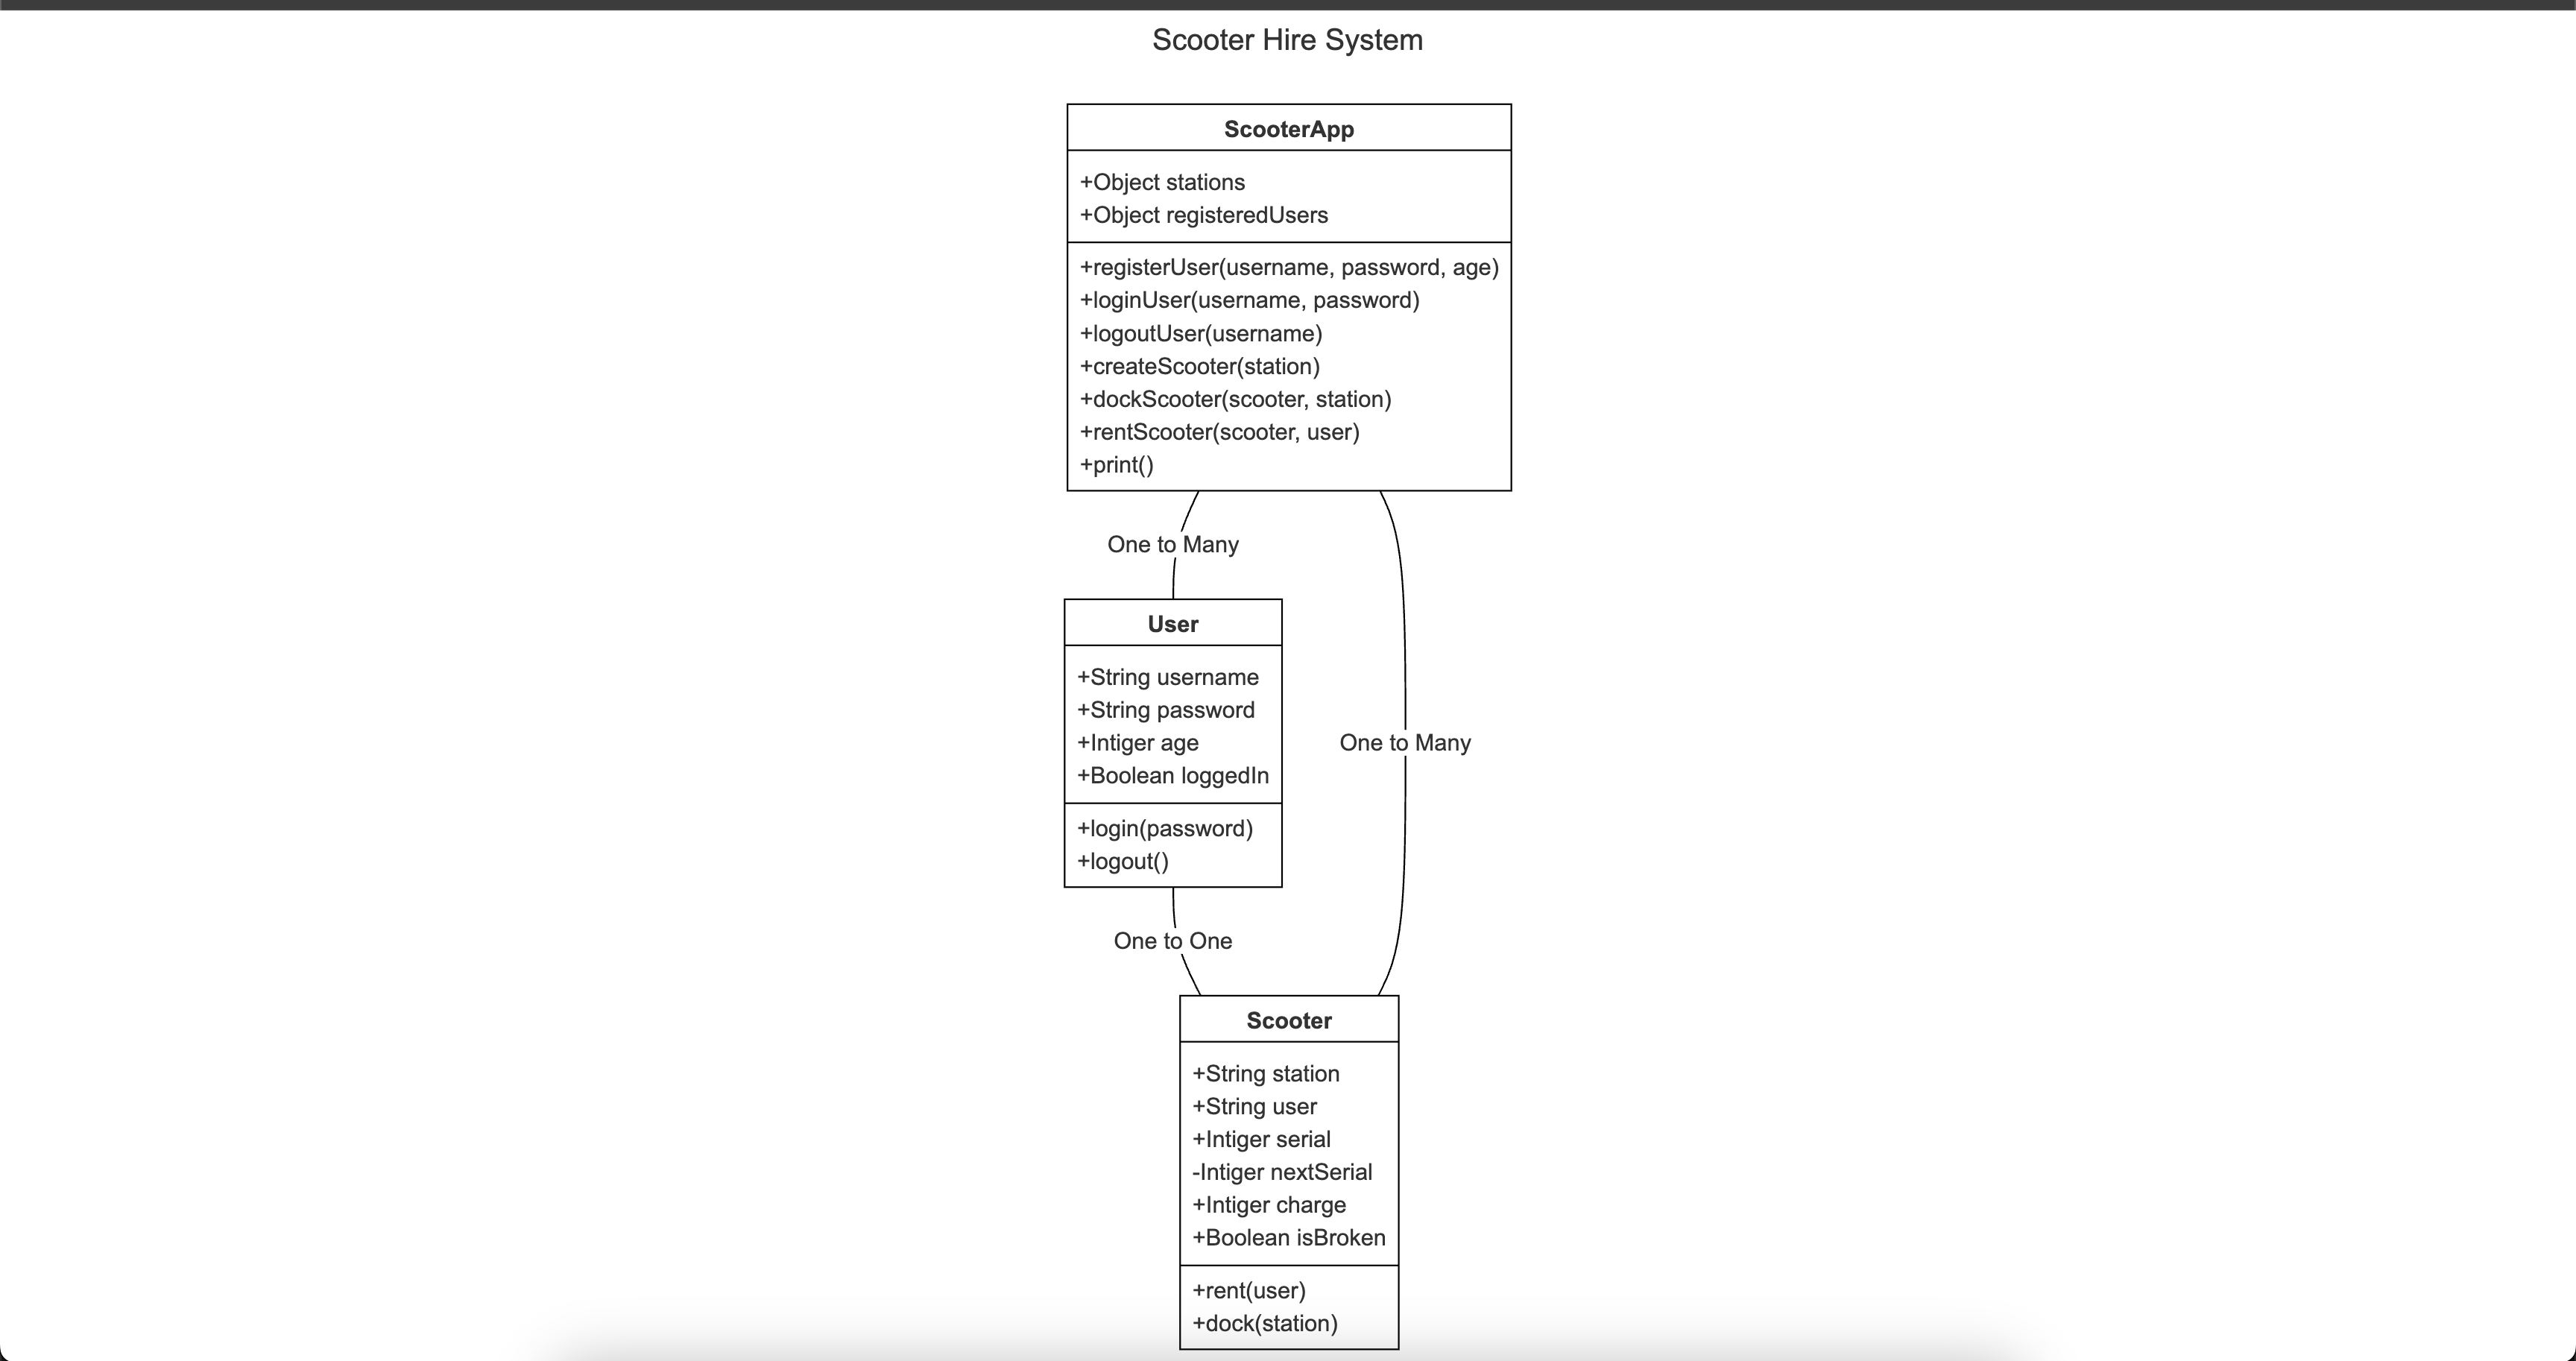 Scooter Hire System
ScooterApp
+Object stations
+Object registeredUsers
+registerUser(username, password, age)
+loginUser(username, password)
+logoutUser(username)
+createScooter(station)
+dockScooter(scooter, station)
+rentScooter(scooter, user)
+print()
One to Many
User
+String username
+String password
+Intiger age
+Boolean loggedIn
+login(password)
+logout()
One to Many
One to One
Scooter
+String station
+String user
+Intiger serial
-Intiger nextSerial
+Intiger charge
+Boolean isBroken
+rent(user)
+dock(station)